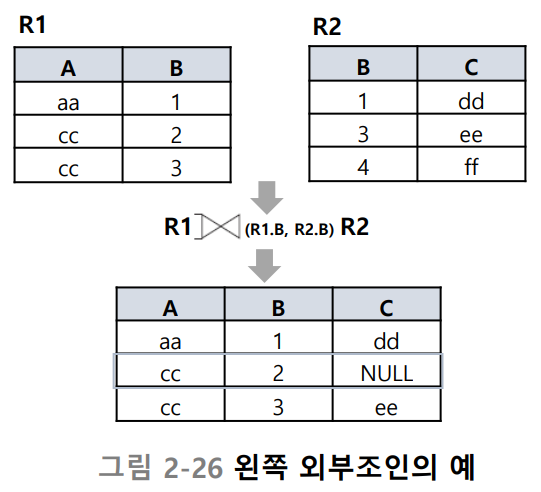 R1
R2
A B
aa 1
cc 2
cc 3
B C
1 dd
3 ee
4 ff
R1 ⟕ (R1.B, R2.B) R2
A B C
aa 1 dd
cc 2 NULL
cc 3 ee
그림 2-26 왼쪽 외부조인의 예